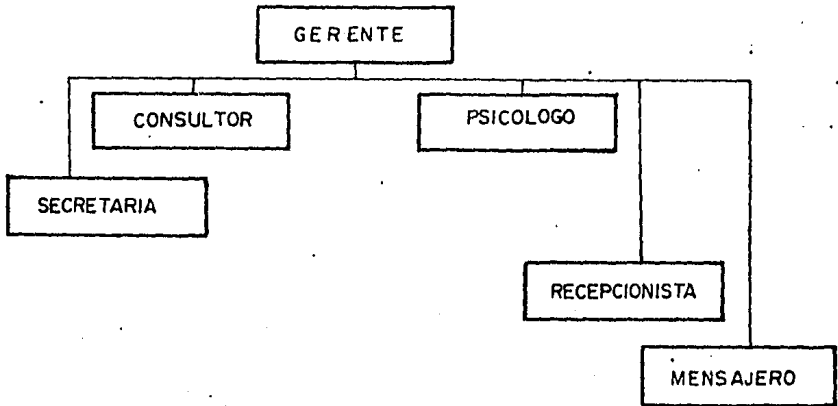 GERENTE
CONSULTOR
PSICOLOGO
SECRETARIA
RECEPCIONISTA
MENSAJERO